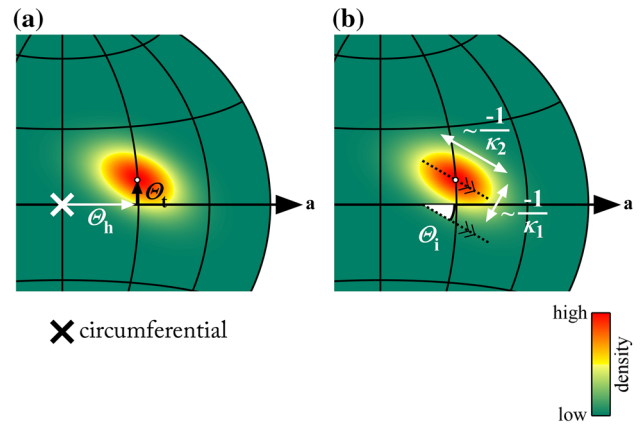 (a)
(b)
Θt
Θh
a
~ -1/κ2
~ -1/κ1
Θi
a
× circumferential
high
density
low